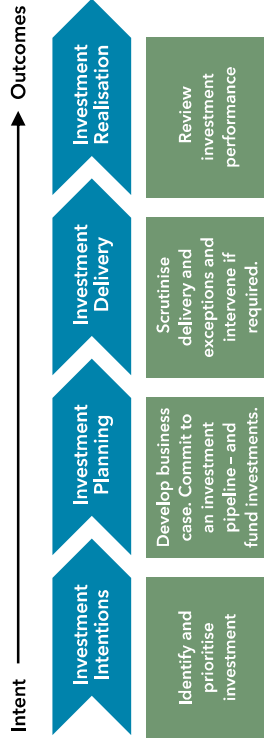 Intent
Outcomes
Investment
Intentions
Investment
Planning
Investment
Delivery
Investment
Realisation
Identify and
prioritise
investment
Develop business
case. Commit to
an investment
pipeline – and
fund investments.
Scrutinise
delivery and
exceptions and
intervene if
required.
Review
investment
performance